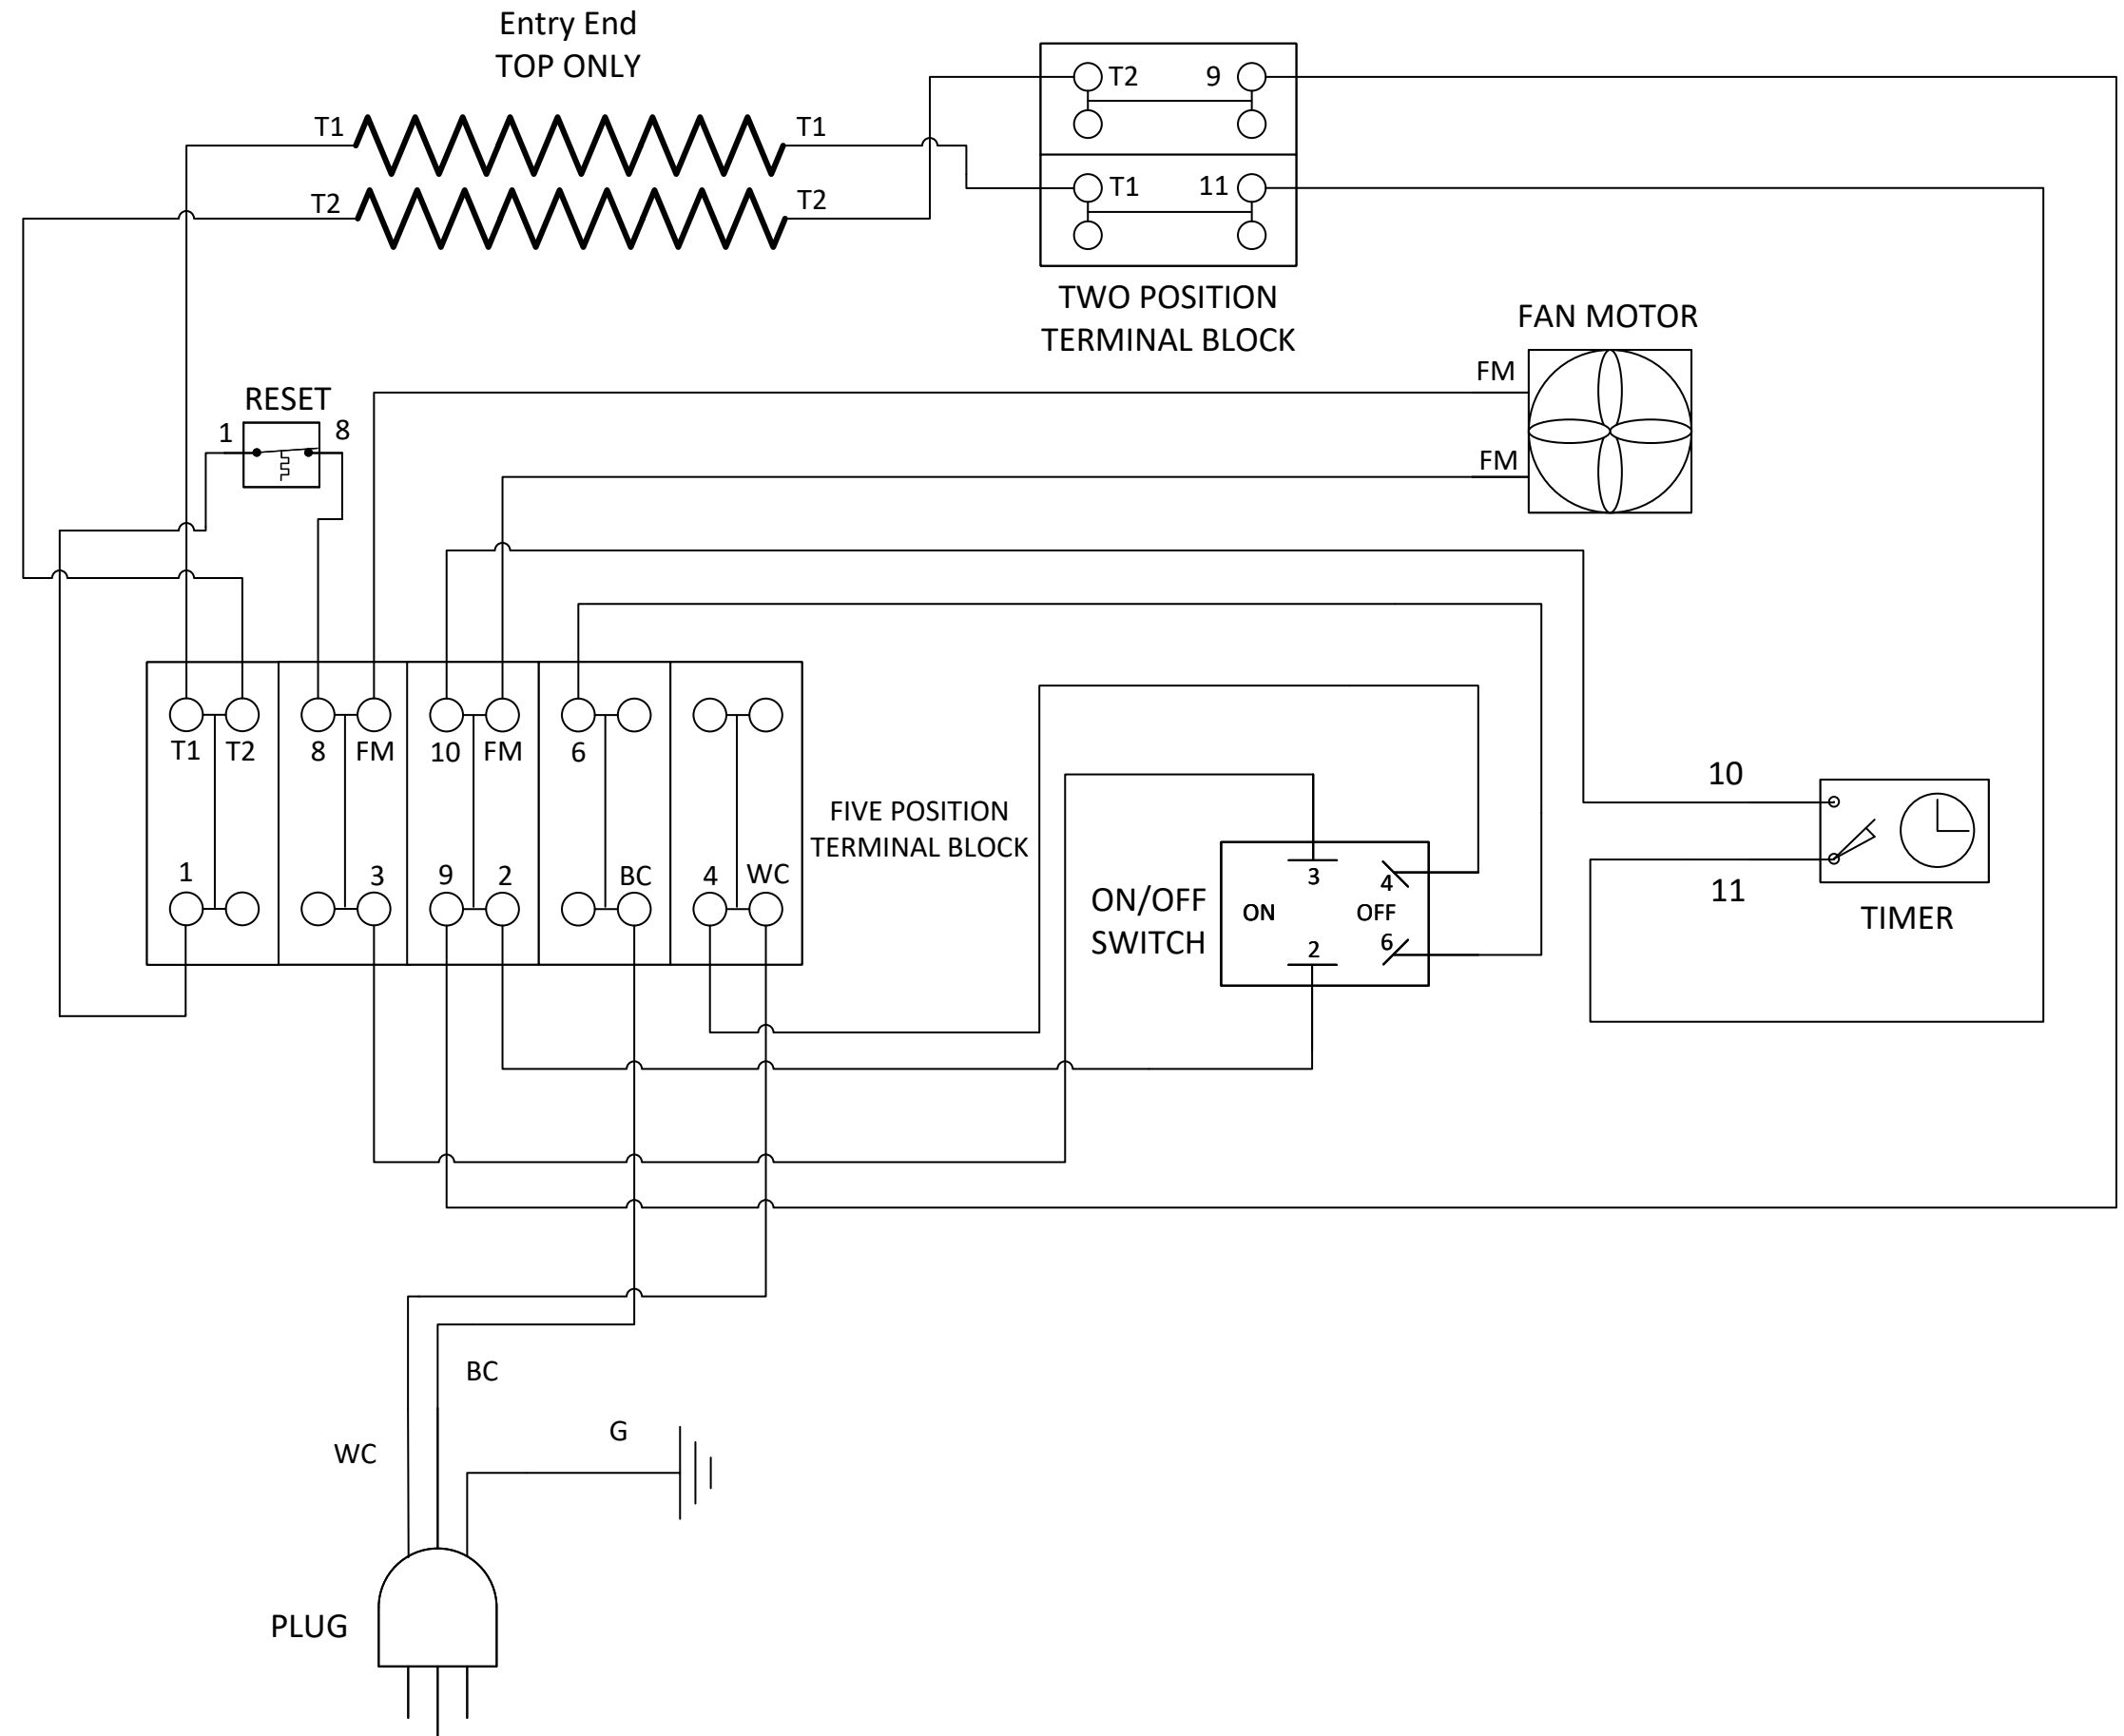 Entry End
TOP ONLY
T1
T1
T2
T2
T2
9
T1
11
TWO POSITION
TERMINAL BLOCK
FAN MOTOR
FM
FM
RESET
1
8
T1
T2
8
FM
10
FM
6
1
3
9
2
BC
4
WC
FIVE POSITION
TERMINAL BLOCK
ON/OFF
SWITCH
3
4
ON
OFF
2
6
10
11
TIMER
BC
WC
G
PLUG